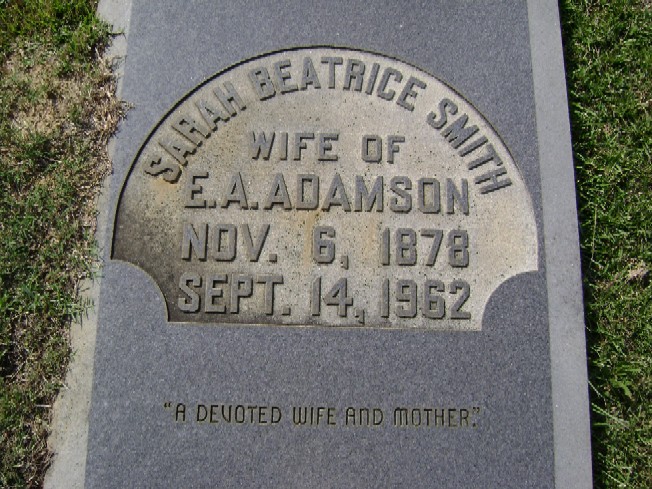 SARAH BEATRICE SMITH
WIFE OF
E.A. ADAMSON
NOV. 6, 1878
SEPT. 14, 1962
"A DEVOTED WIFE AND MOTHER."